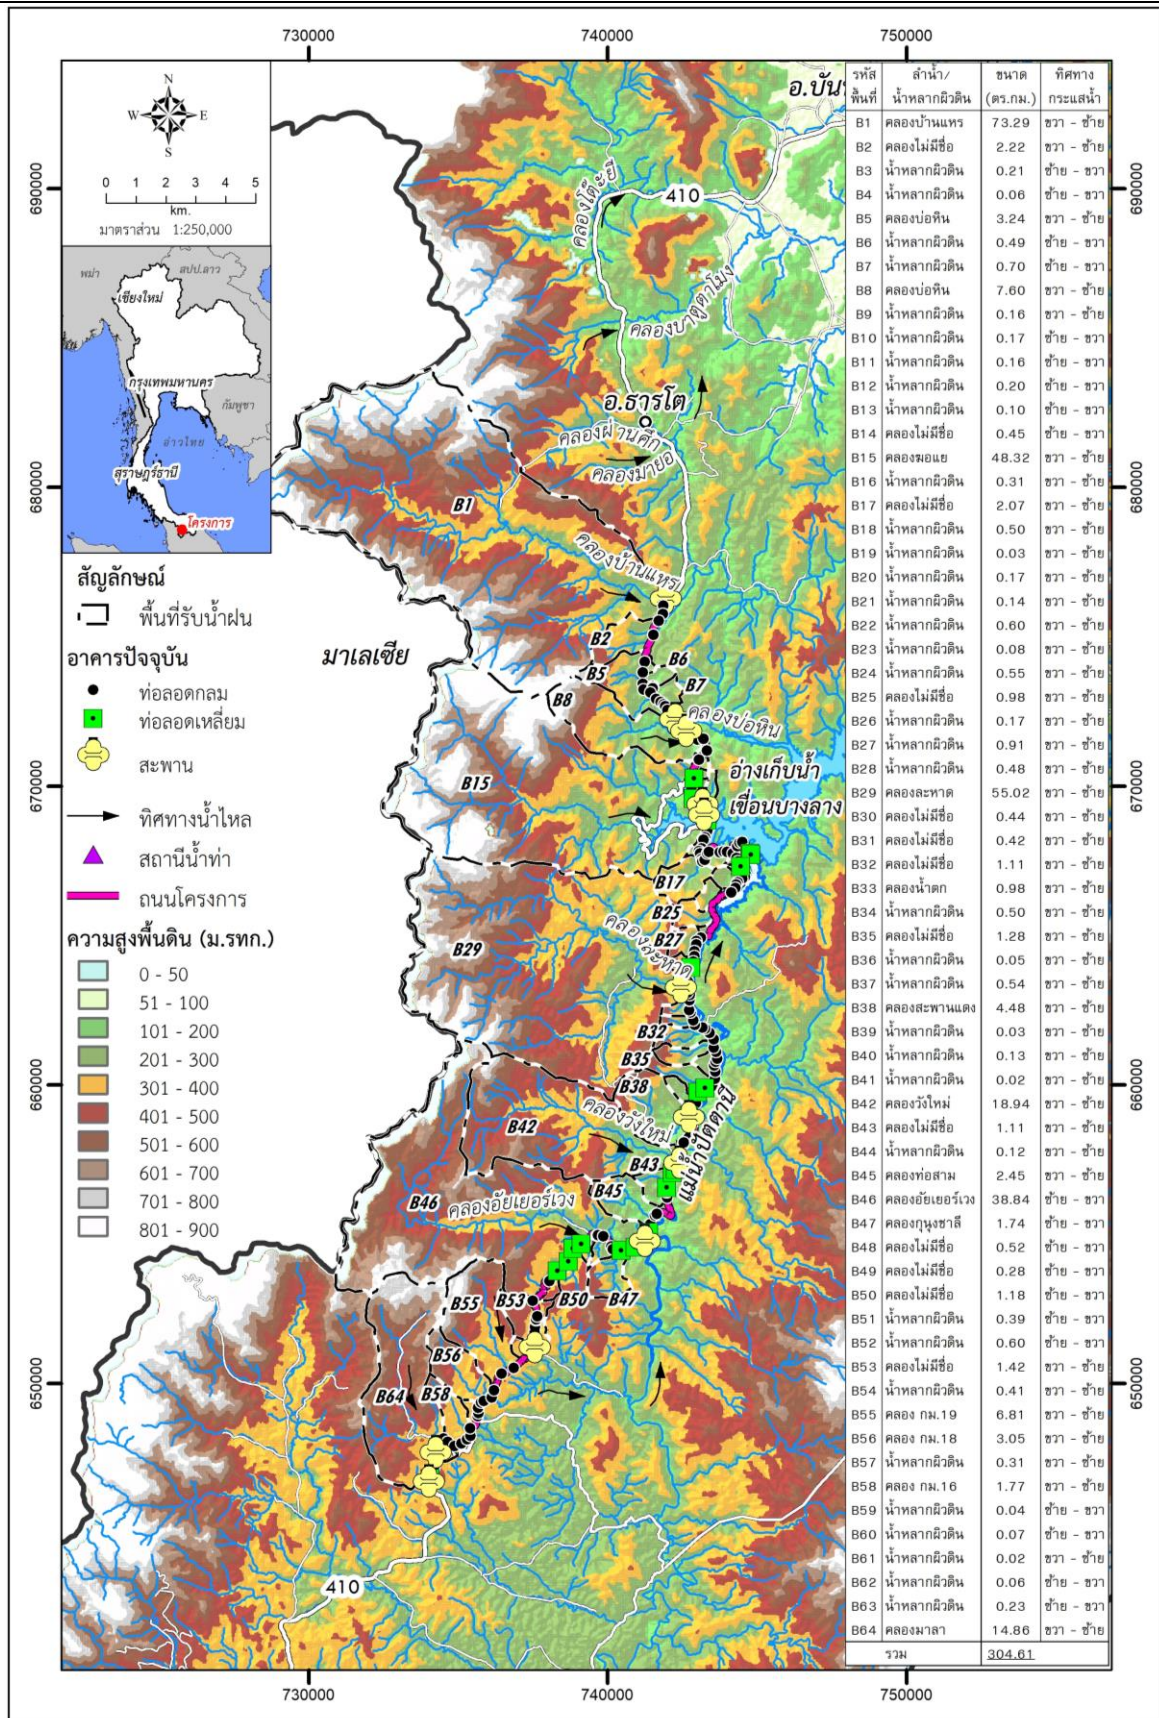 730000 740000 750000
N
W E
S
0 1 2 3 4 5
km.
มาตราส่วน 1:250,000
พม่า
สปป.ลาว
เชียงใหม่
กรุงเทพมหานคร
กัมพูชา
อ่าวไทย
สุราษฎร์ธานี
โครงการ
สัญลักษณ์
พื้นที่รับน้ำฝน
อาคารปัจจุบัน
ท่อลอดกลม
ท่อลอดเหลี่ยม
สะพาน
ทิศทางน้ำไหล
สถานีน้ำท่า
ถนนโครงการ
ความสูงพื้นดิน (ม.รทก.)
0 - 50
51 - 100
101 - 200
201 - 300
301 - 400
401 - 500
501 - 600
601 - 700
701 - 800
801 - 900
690000
680000
670000
660000
650000
อ.บัน
คลองโต๊ะยี
410
คลองบาตูตาโมง
อ.ธารโต
คลองผ่านศึก
คลองมายอ
B1
คลองบ้านแหร
มาเลเซีย
B2
B5
B6
B7
B8
คลองบ่อหิน
B15
อ่างเก็บน้ำ
เขื่อนบางลาง
B17
B25
B27
B29
คลองละหาด
B32
B35
B38
คลองวังใหม่
B42
แม่น้ำปัตตานี
B43
B45
B46
คลองอัยเยอร์เวง
B47
B50
B53
B55
B56
B58
B64
410
รหัส ลำน้ำ/ ขนาด ทิศทาง
พื้นที่ น้ำหลากผิวดิน (ตร.กม.) กระแสน้ำ
B1 คลองบ้านแหร 73.29 ขวา - ซ้าย
B2 คลองไม่มีชื่อ 2.22 ขวา - ซ้าย
B3 น้ำหลากผิวดิน 0.21 ซ้าย - ขวา
B4 น้ำหลากผิวดิน 0.06 ซ้าย - ขวา
B5 คลองบ่อหิน 3.24 ขวา - ซ้าย
B6 น้ำหลากผิวดิน 0.49 ซ้าย - ขวา
B7 น้ำหลากผิวดิน 0.70 ซ้าย - ขวา
B8 คลองบ่อหิน 7.60 ขวา - ซ้าย
B9 น้ำหลากผิวดิน 0.16 ซ้าย - ขวา
B10 น้ำหลากผิวดิน 0.17 ซ้าย - ขวา
B11 น้ำหลากผิวดิน 0.16 ซ้าย - ขวา
B12 น้ำหลากผิวดิน 0.20 ซ้าย - ขวา
B13 น้ำหลากผิวดิน 0.10 ซ้าย - ขวา
B14 คลองไม่มีชื่อ 0.45 ซ้าย - ขวา
B15 คลองฆอแย 48.32 ขวา - ซ้าย
B16 น้ำหลากผิวดิน 0.31 ขวา - ซ้าย
B17 คลองไม่มีชื่อ 2.07 ขวา - ซ้าย
B18 น้ำหลากผิวดิน 0.50 ขวา - ซ้าย
B19 น้ำหลากผิวดิน 0.03 ขวา - ซ้าย
B20 น้ำหลากผิวดิน 0.17 ขวา - ซ้าย
B21 น้ำหลากผิวดิน 0.14 ขวา - ซ้าย
B22 น้ำหลากผิวดิน 0.60 ขวา - ซ้าย
B23 น้ำหลากผิวดิน 0.08 ขวา - ซ้าย
B24 น้ำหลากผิวดิน 0.55 ขวา - ซ้าย
B25 คลองไม่มีชื่อ 0.98 ขวา - ซ้าย
B26 น้ำหลากผิวดิน 0.17 ขวา - ซ้าย
B27 น้ำหลากผิวดิน 0.91 ขวา - ซ้าย
B28 น้ำหลากผิวดิน 0.48 ขวา - ซ้าย
B29 คลองละหาด 55.02 ขวา - ซ้าย
B30 คลองไม่มีชื่อ 0.44 ขวา - ซ้าย
B31 คลองไม่มีชื่อ 0.42 ขวา - ซ้าย
B32 คลองไม่มีชื่อ 1.11 ขวา - ซ้าย
B33 คลองน้ำตก 0.98 ขวา - ซ้าย
B34 น้ำหลากผิวดิน 0.50 ขวา - ซ้าย
B35 คลองไม่มีชื่อ 1.28 ขวา - ซ้าย
B36 น้ำหลากผิวดิน 0.05 ขวา - ซ้าย
B37 น้ำหลากผิวดิน 0.54 ขวา - ซ้าย
B38 คลองสะพานแดง 4.48 ขวา - ซ้าย
B39 น้ำหลากผิวดิน 0.03 ขวา - ซ้าย
B40 น้ำหลากผิวดิน 0.13 ขวา - ซ้าย
B41 น้ำหลากผิวดิน 0.02 ขวา - ซ้าย
B42 คลองวังใหม่ 18.94 ขวา - ซ้าย
B43 คลองไม่มีชื่อ 1.11 ขวา - ซ้าย
B44 น้ำหลากผิวดิน 0.12 ขวา - ซ้าย
B45 คลองท่อสาม 2.45 ขวา - ซ้าย
B46 คลองอัยเยอร์เวง 38.84 ขวา - ซ้าย
B47 คลองกุนุงซาลี 1.74 ซ้าย - ขวา
B48 คลองไม่มีชื่อ 0.52 ซ้าย - ขวา
B49 คลองไม่มีชื่อ 0.28 ซ้าย - ขวา
B50 คลองไม่มีชื่อ 1.18 ซ้าย - ขวา
B51 น้ำหลากผิวดิน 0.39 ซ้าย - ขวา
B52 น้ำหลากผิวดิน 0.60 ซ้าย - ขวา
B53 คลองไม่มีชื่อ 1.42 ขวา - ซ้าย
B54 น้ำหลากผิวดิน 0.41 ขวา - ซ้าย
B55 คลอง กม.19 6.81 ขวา - ซ้าย
B56 คลอง กม.18 3.05 ขวา - ซ้าย
B57 น้ำหลากผิวดิน 0.31 ขวา - ซ้าย
B58 คลอง กม.16 1.77 ขวา - ซ้าย
B59 น้ำหลากผิวดิน 0.04 ซ้าย - ขวา
B60 น้ำหลากผิวดิน 0.07 ซ้าย - ขวา
B61 น้ำหลากผิวดิน 0.02 ขวา - ซ้าย
B62 น้ำหลากผิวดิน 0.06 ซ้าย - ขวา
B63 น้ำหลากผิวดิน 0.23 ซ้าย - ขวา
B64 คลองมาลา 14.86 ขวา - ซ้าย
รวม 304.61
690000
680000
670000
660000
650000
730000 740000 750000